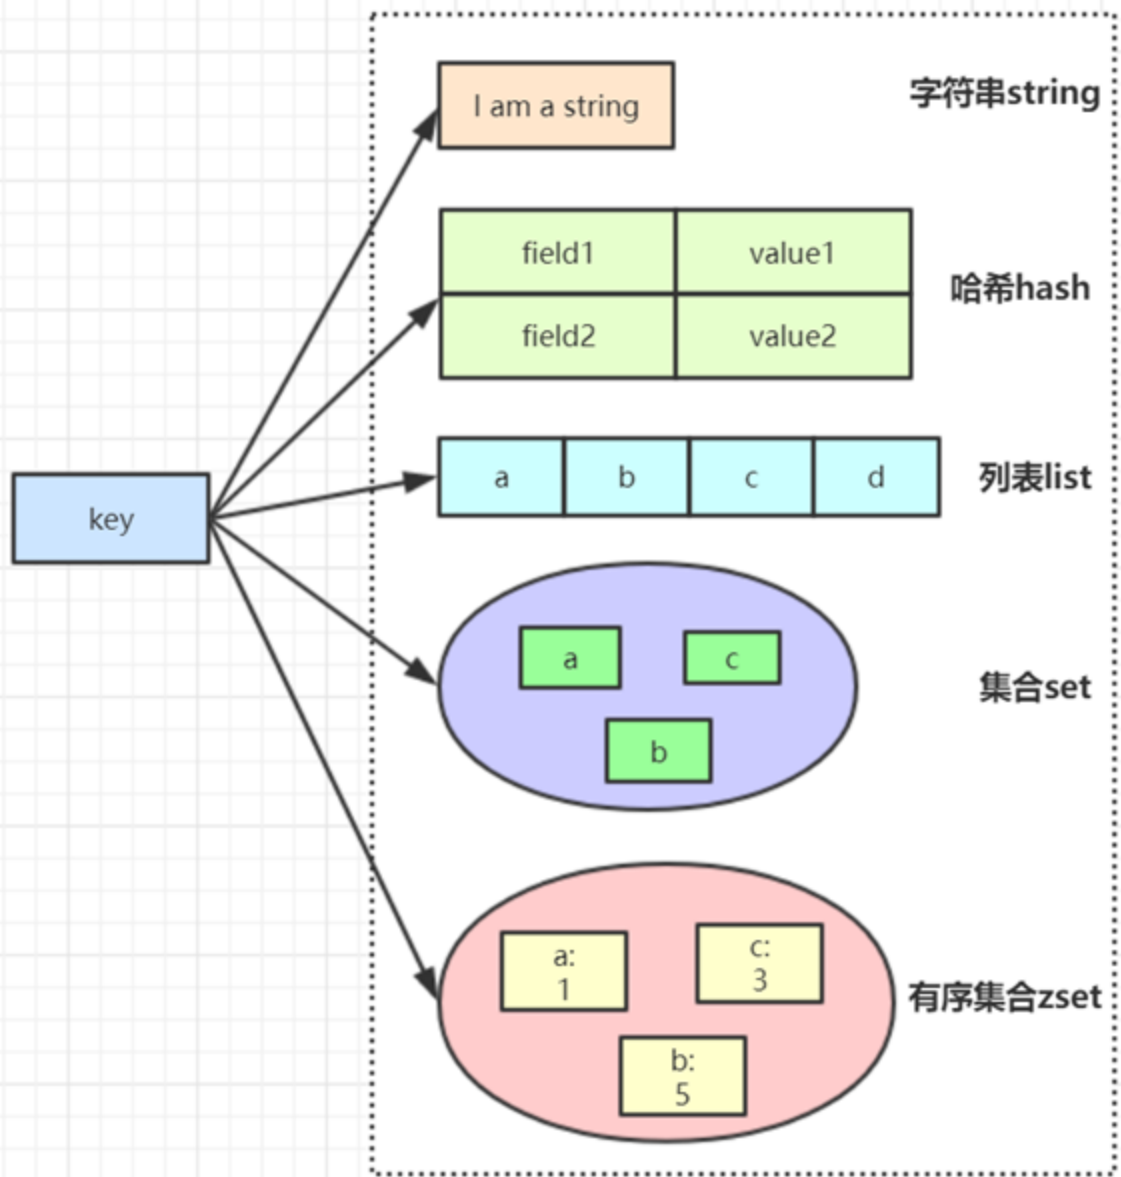 I am a string
字符串string
field1 value1
哈希hash
field2 value2
a b c d
列表list
key
a c
集合set
b
a:
1
c:
3
有序集合zset
b:
5